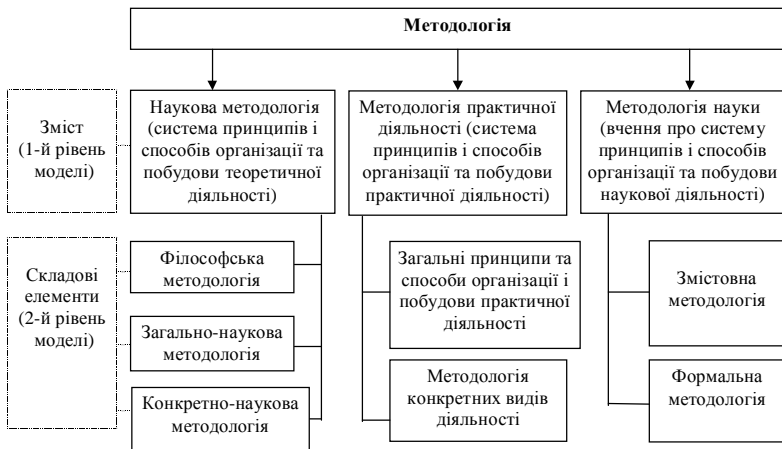 Методологія
Зміст
(1-й рівень
моделі)
Наукова методологія
(система принципів і
способів організації та
побудови теоретичної
діяльності)
Методологія практичної
діяльності (система
принципів і способів
організації та побудови
практичної діяльності)
Методологія
науки (вчення про систему
принципів і способів
організації та побудови
наукової діяльності)
Складові
елементи
(2-й рівень
моделі)
Філософська
методологія
Загально-наукова
методологія
Конкретно-наукова
методологія
Загальні принципи та
способи організації і
побудови практичної
діяльності
Методологія
конкретних видів
діяльності
Змістовна
методологія
Формальна
методологія